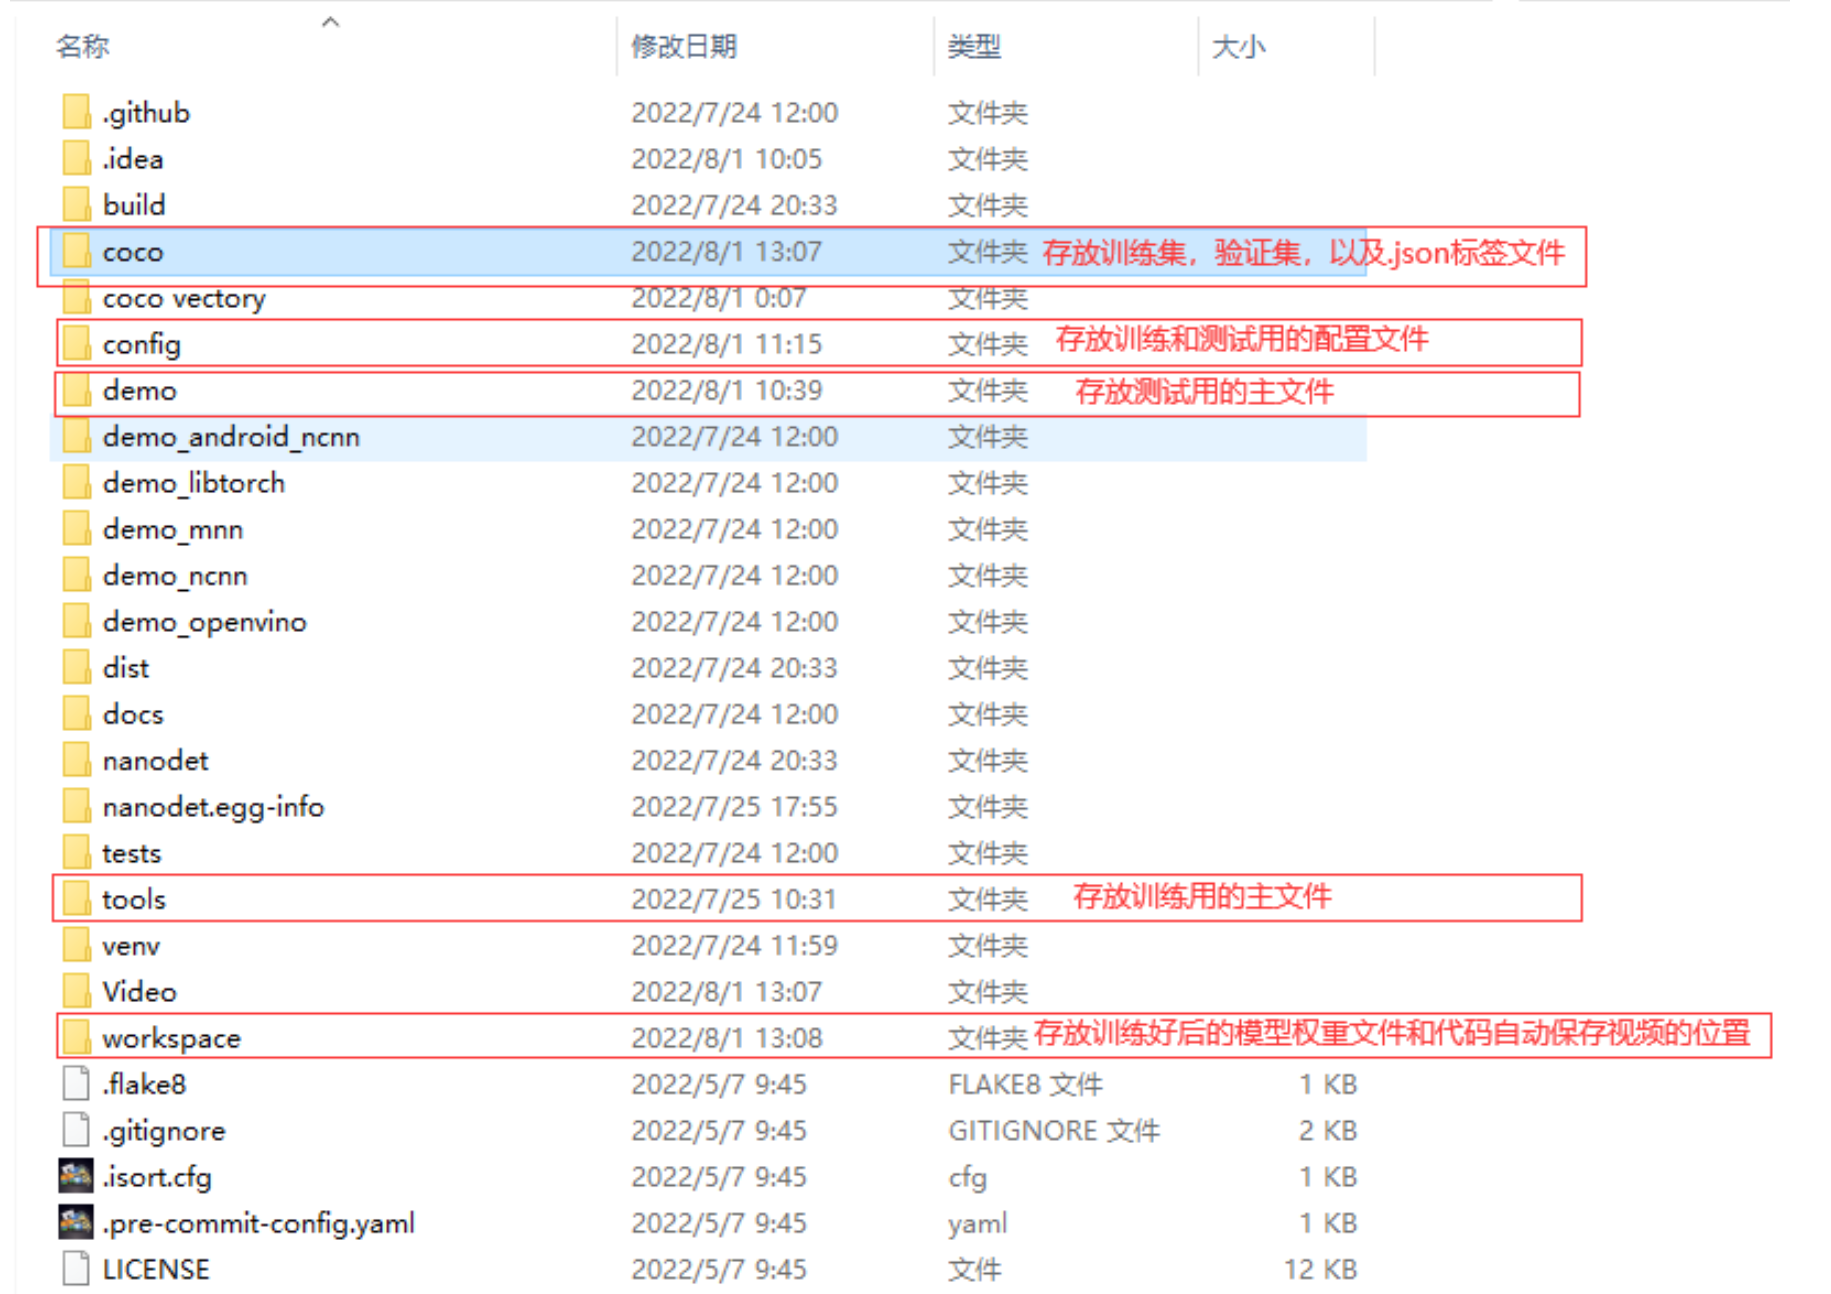 名称 修改日期 类型 大小
.github 2022/7/24 12:00 文件夹
.idea 2022/8/1 10:05 文件夹
build 2022/7/24 20:33 文件夹
coco 2022/8/1 13:07 文件夹 存放训练集，验证集，以及.json标签文件
coco vectory 2022/8/1 0:07 文件夹
config 2022/8/1 11:15 文件夹 存放训练和测试用的配置文件
demo 2022/8/1 10:39 文件夹 存放测试用的主文件
demo_android_ncnn 2022/7/24 12:00 文件夹
demo_libtorch 2022/7/24 12:00 文件夹
demo_mnn 2022/7/24 12:00 文件夹
demo_ncnn 2022/7/24 12:00 文件夹
demo_openvino 2022/7/24 12:00 文件夹
dist 2022/7/24 20:33 文件夹
docs 2022/7/24 12:00 文件夹
nanodet 2022/7/24 20:33 文件夹
nanodet.egg-info 2022/7/25 17:55 文件夹
tests 2022/7/24 12:00 文件夹
tools 2022/7/25 10:31 文件夹 存放训练用的主文件
venv 2022/7/24 11:59 文件夹
Video 2022/8/1 13:07 文件夹
workspace 2022/8/1 13:08 文件夹 存放训练好后的模型权重文件和代码自动保存视频的位置
.flake8 2022/5/7 9:45 FLAKE8 文件 1 KB
.gitignore 2022/5/7 9:45 GITIGNORE 文件 2 KB
.isort.cfg 2022/5/7 9:45 cfg 1 KB
.pre-commit-config.yaml 2022/5/7 9:45 yaml 1 KB
LICENSE 2022/5/7 9:45 文件 12 KB